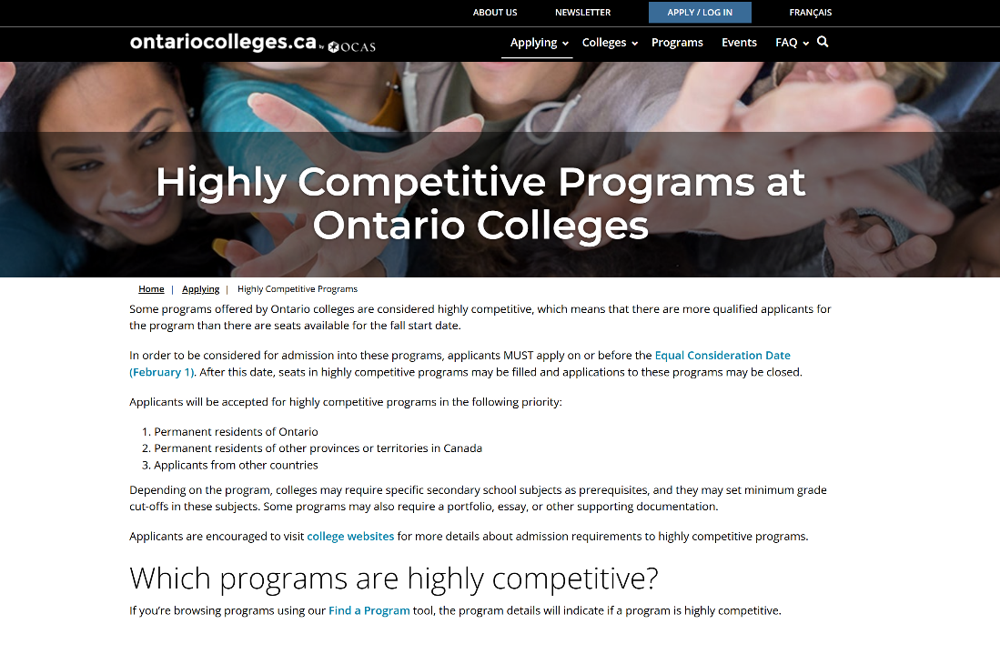 ABOUT US NEWSLETTER APPLY / LOG IN FRANÇAIS
ontariocolleges.ca by OCAS Applying Colleges Programs Events FAQ
Highly Competitive Programs at
Ontario Colleges
Home | Applying | Highly Competitive Programs
Some programs offered by Ontario colleges are considered highly competitive, which means that there are more qualified applicants for
the program than there are seats available for the fall start date.
In order to be considered for admission into these programs, applicants MUST apply on or before the Equal Consideration Date
(February 1). After this date, seats in highly competitive programs may be filled and applications to these programs may be closed.
Applicants will be accepted for highly competitive programs in the following priority:
1. Permanent residents of Ontario
2. Permanent residents of other provinces or territories in Canada
3. Applicants from other countries
Depending on the program, colleges may require specific secondary school subjects as prerequisites, and they may set minimum grade
cut-offs in these subjects. Some programs may also require a portfolio, essay, or other supporting documentation.
Applicants are encouraged to visit college websites for more details about admission requirements to highly competitive programs.
Which programs are highly competitive?
If you're browsing programs using our Find a Program tool, the program details will indicate if a program is highly competitive.